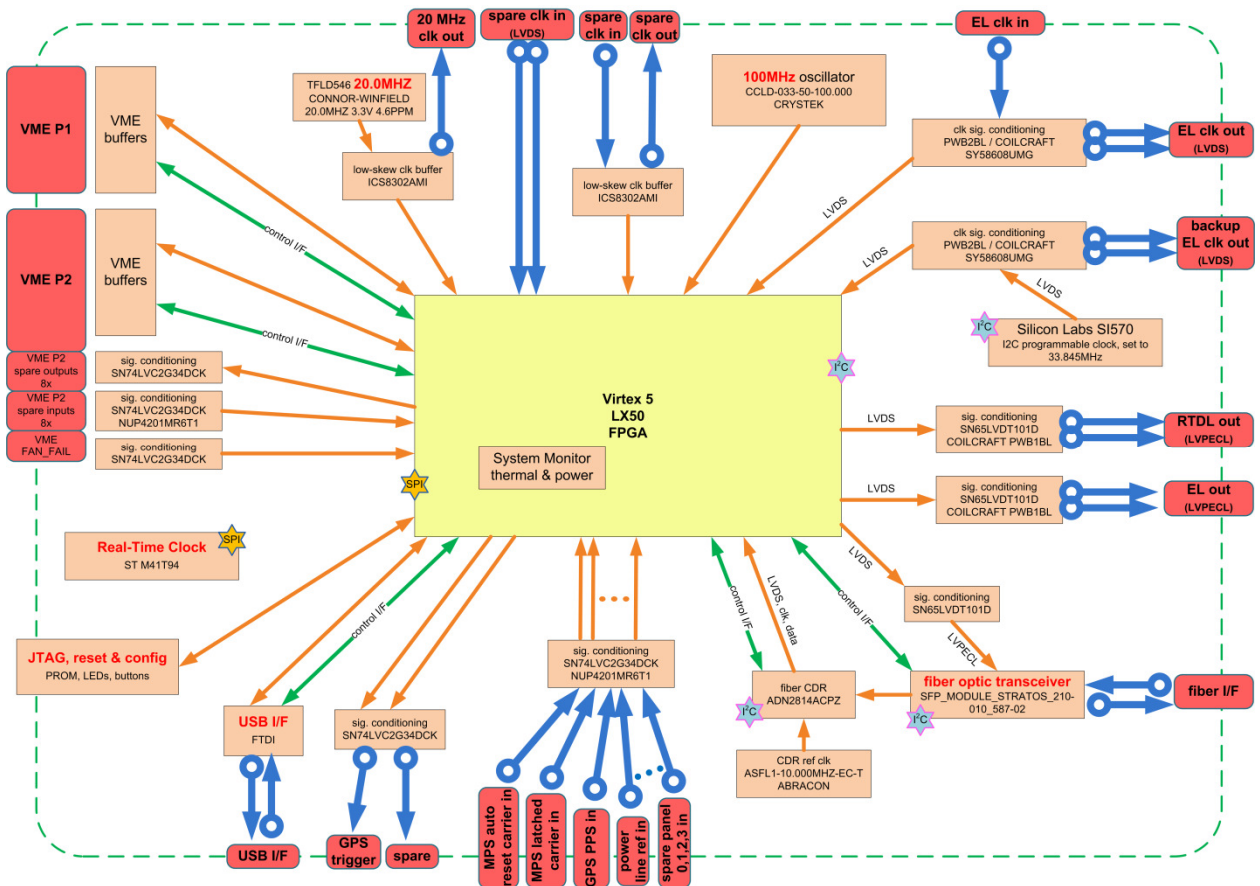 20 MHz
clk out
spare clk in
(LVDS)
spare
clk in
spare
clk out
EL clk in
VME P1
VME
buffers
TFLD546 20.0MHZ
CONNOR-WINFIELD
20.0MHZ 3.3V 4.6PPM
low-skew clk buffer
ICS8302AMI
low-skew clk buffer
ICS8302AMI
100MHz oscillator
CCLD-033-50-100.000
CRYSTEK
clk sig. conditioning
PWB2BL / COILCRAFT
SY58608UMG
EL clk out
(LVDS)
LVDS
control I/F
VME P2
VME
buffers
control I/F
clk sig. conditioning
PWB2BL / COILCRAFT
SY58608UMG
backup
EL clk out
(LVDS)
LVDS
LVDS
I2C
Silicon Labs SI570
I2C programmable clock, set to
33.845MHz
VME P2
spare outputs
8x
sig. conditioning
SN74LVC2G34DCK
VME P2
spare inputs
8x
sig. conditioning
SN74LVC2G34DCK
NUP4201MR6T1
VME
FAN_FAIL
sig. conditioning
SN74LVC2G34DCK
I2C
Virtex 5
LX50
FPGA
System Monitor
thermal & power
SPI
LVDS
sig. conditioning
SN65LVDT101D
COILCRAFT PWB1BL
RTDL out
(LVPECL)
LVDS
sig. conditioning
SN65LVDT101D
COILCRAFT PWB1BL
EL out
(LVPECL)
Real-Time Clock
ST M41T94
SPI
LVDS
sig. conditioning
SN65LVDT101D
LVPECL
control I/F
control I/F
LVDS, clk, data
control I/F
JTAG, reset & config
PROM, LEDs, buttons
USB I/F
FTDI
sig. conditioning
SN74LVC2G34DCK
sig. conditioning
SN74LVC2G34DCK
NUP4201MR6T1
fiber CDR
ADN2814ACPZ
I2C
fiber optic transceiver
SFP_MODULE_STRATOS_210-
010_587-02
I2C
fiber I/F
CDR ref clk
ASFL1-10.000MHZ-EC-T
ABRACON
USB I/F
GPS
trigger
spare
MPS auto
reset carrier in
MPS latched
carrier in
GPS PPS in
power
line ref in
spare panel
0,1,2,3 in